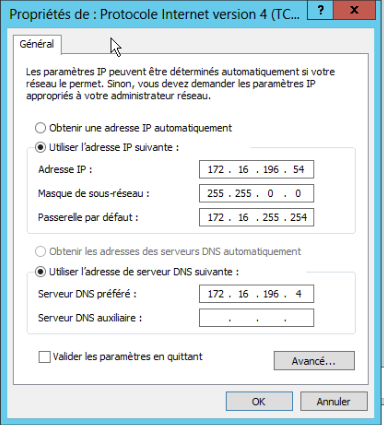 Propriétés de : Protocole Internet version 4 (TC... ? x
Général
Les paramètres IP peuvent être déterminés automatiquement si votre
réseau le permet. Sinon, vous devez demander les paramètres IP
appropriés à votre administrateur réseau.
Obtenir une adresse IP automatiquement
Utiliser l'adresse IP suivante :
Adresse IP : 172 . 16 . 196 . 54
Masque de sous-réseau : 255 . 255 . 0 . 0
Passerelle par défaut : 172 . 16 . 255 . 254
Obtenir les adresses des serveurs DNS automatiquement
Utiliser l'adresse de serveur DNS suivante :
Serveur DNS préféré : 172 . 16 . 196 . 4
Serveur DNS auxiliaire : . . .
Valider les paramètres en quittant
Avancé...
OK Annuler